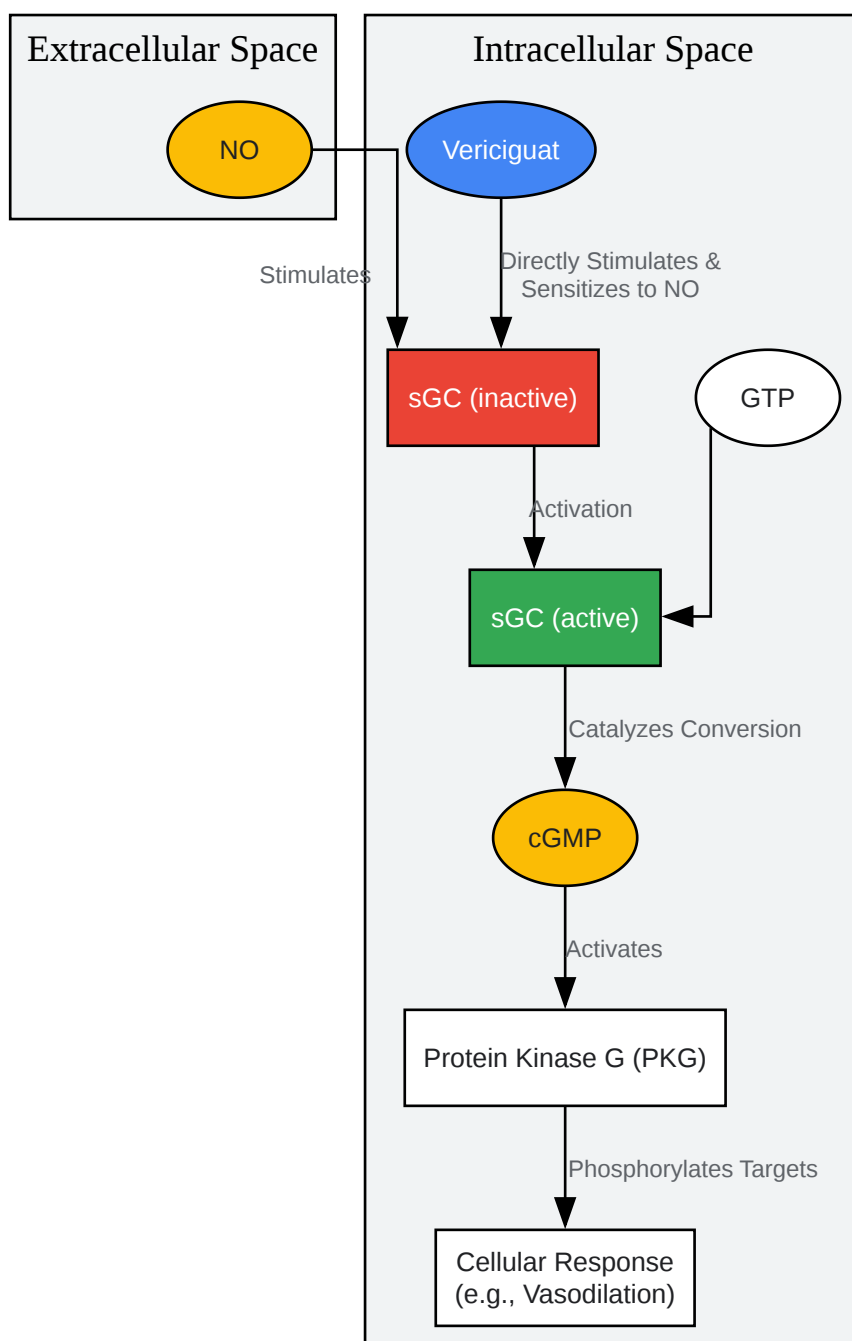 Extracellular Space
Intracellular Space
NO
Vericiguat
Stimulates
Directly Stimulates &
Sensitizes to NO
sGC (inactive)
GTP
Activation
sGC (active)
Catalyzes Conversion
cGMP
Activates
Protein Kinase G (PKG)
Phosphorylates Targets
Cellular Response
(e.g., Vasodilation)